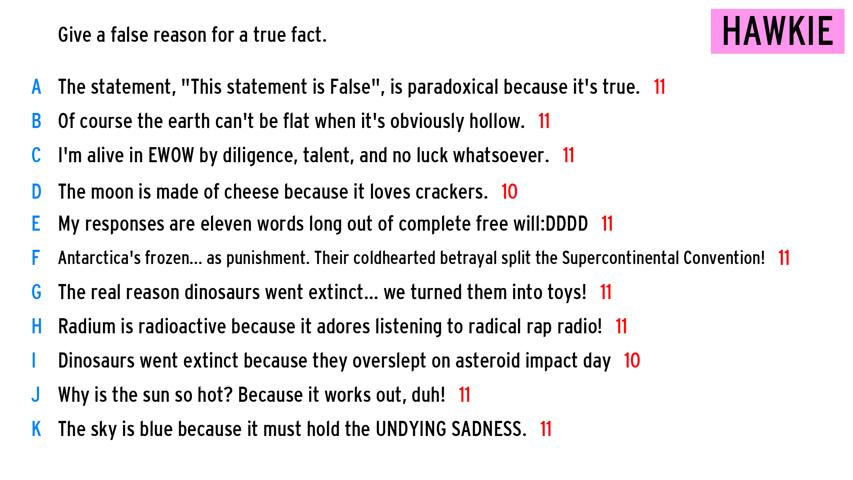 Give a false reason for a true fact.
HAWKIE
A The statement, "This statement is False", is paradoxical because it's true. 11
B Of course the earth can't be flat when it's obviously hollow. 11
C I'm alive in EWOW by diligence, talent, and no luck whatsoever. 11
D The moon is made of cheese because it loves crackers. 10
E My responses are eleven words long out of complete free will:DDDD 11
F Antarctica's frozen... as punishment. Their coldhearted betrayal split the Supercontinental Convention! 11
G The real reason dinosaurs went extinct... we turned them into toys! 11
H Radium is radioactive because it adores listening to radical rap radio! 11
I Dinosaurs went extinct because they overslept on asteroid impact day 10
J Why is the sun so hot? Because it works out, duh! 11
K The sky is blue because it must hold the UNDYING SADNESS. 11